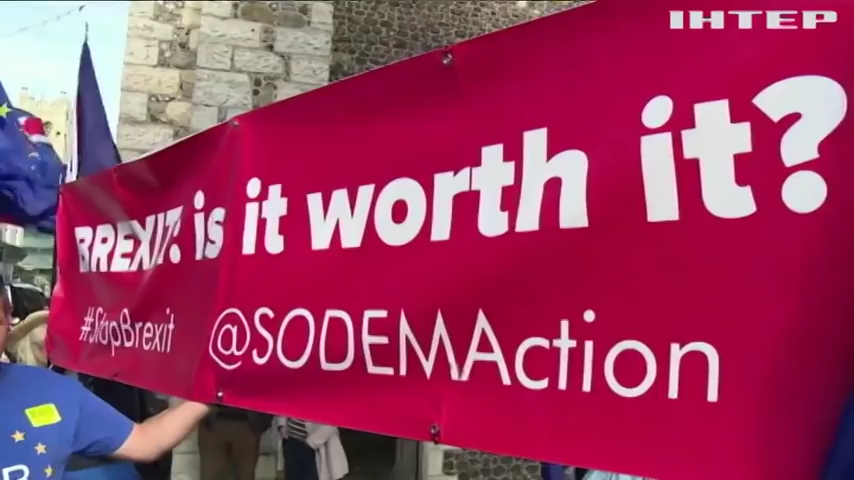 ІНТЕР
BREXIT: is it worth it?
#StopBrexit @SODEMAction